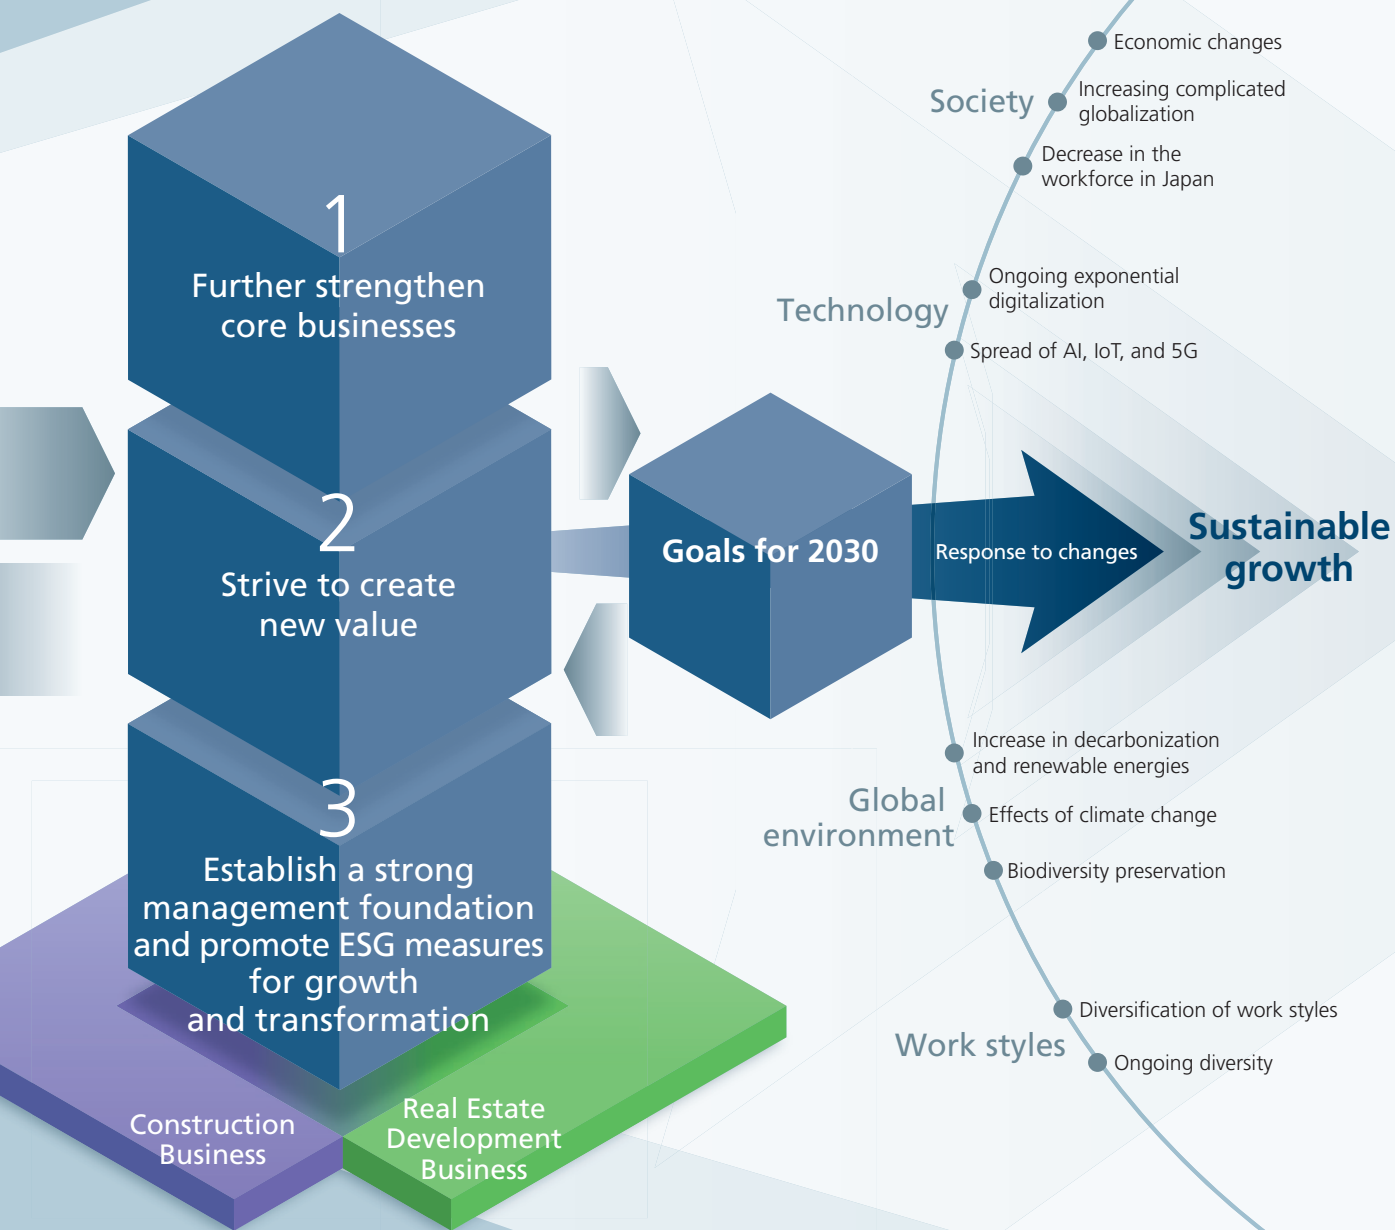 1
Further strengthen
core businesses
2
Strive to create
new value
3
Establish a strong
management foundation
and promote ESG measures
for growth
and transformation
Construction
Business
Real Estate
Development
Business
Goals for 2030
Response to changes
Sustainable
growth
Society
Economic changes
Increasing complicated
globalization
Decrease in the
workforce in Japan
Technology
Ongoing exponential
digitalization
Spread of AI, IoT, and 5G
Global
environment
Increase in decarbonization
and renewable energies
Effects of climate change
Biodiversity preservation
Work styles
Diversification of work styles
Ongoing diversity